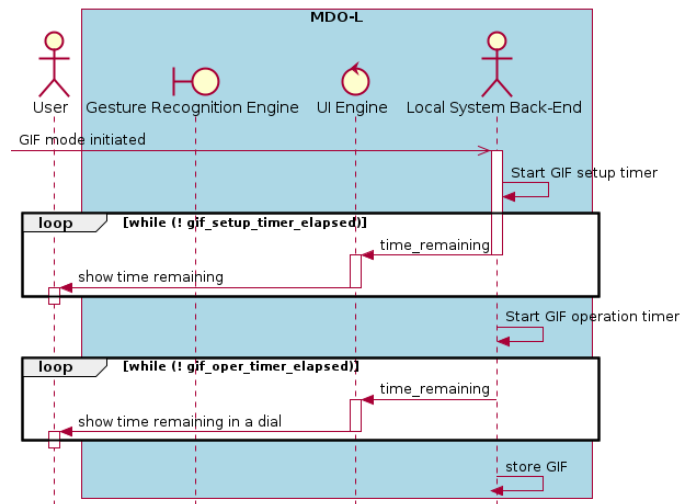 MDO-L
User
Gesture Recognition Engine
UI Engine
Local System Back-End
GIF mode initiated
Start GIF setup timer
loop [while (! gif_setup_timer_elapsed)]
time_remaining
show time remaining
Start GIF operation timer
loop [while (! gif_oper_timer_elapsed)]
time_remaining
show time remaining in a dial
store GIF